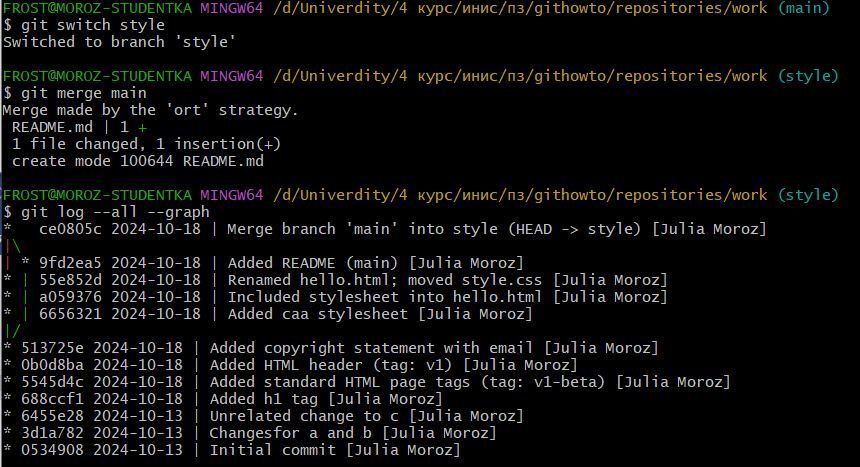 FROST@MOROZ-STUDENTKA MINGW64 /d/Univerdity/4 курс/инис/пз/githowto/repositories/work (main)
$ git switch style
Switched to branch 'style'
FROST@MOROZ-STUDENTKA MINGW64 /d/Univerdity/4 курс/инис/пз/githowto/repositories/work (style)
$ git merge main
Merge made by the 'ort' strategy.
 README.md | 1 +
 1 file changed, 1 insertion(+)
 create mode 100644 README.md
FROST@MOROZ-STUDENTKA MINGW64 /d/Univerdity/4 курс/инис/пз/githowto/repositories/work (style)
$ git log --all --graph
*   ce0805c 2024-10-18 | Merge branch 'main' into style (HEAD -> style) [Julia Moroz]
|\
| * 9fd2ea5 2024-10-18 | Added README (main) [Julia Moroz]
* | 55e852d 2024-10-18 | Renamed hello.html; moved style.css [Julia Moroz]
* | a059376 2024-10-18 | Included stylesheet into hello.html [Julia Moroz]
* | 6656321 2024-10-18 | Added caa stylesheet [Julia Moroz]
|/
* 513725e 2024-10-18 | Added copyright statement with email [Julia Moroz]
* 0b0d8ba 2024-10-18 | Added HTML header (tag: v1) [Julia Moroz]
* 5545d4c 2024-10-18 | Added standard HTML page tags (tag: v1-beta) [Julia Moroz]
* 688ccf1 2024-10-18 | Added h1 tag [Julia Moroz]
* 6455e28 2024-10-13 | Unrelated change to c [Julia Moroz]
* 3d1a782 2024-10-13 | Changesfor a and b [Julia Moroz]
* 0534908 2024-10-13 | Initial commit [Julia Moroz]